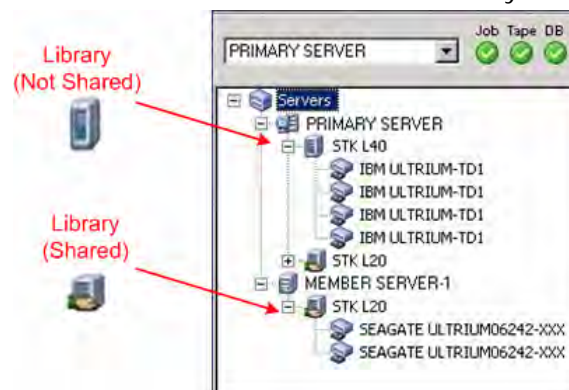 Library
(Not Shared)
Library
(Shared)
PRIMARY SERVER
Job Tape DB
Servers
PRIMARY SERVER
STK L40
IBM ULTRIUM-TD1
IBM ULTRIUM-TD1
IBM ULTRIUM-TD1
IBM ULTRIUM-TD1
STK L20
MEMBER SERVER-1
STK L20
SEAGATE ULTRIUM06242-XXX
SEAGATE ULTRIUM06242-XXX